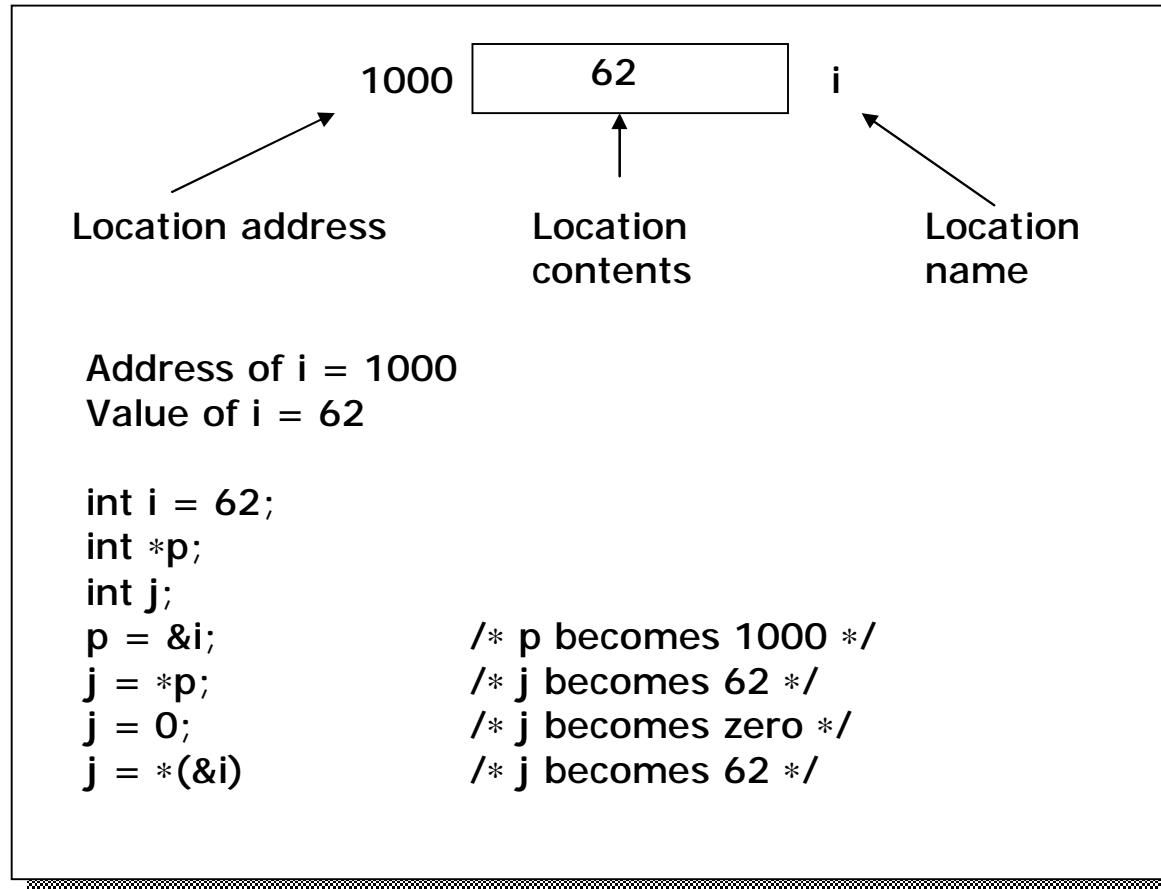 1000 62 i
Location address Location contents Location name
Address of i = 1000
Value of i = 62
int i = 62;
int *p;
int j;
p = &i; /* p becomes 1000 */
j = *p; /* j becomes 62 */
j = 0; /* j becomes zero */
j = *(&i) /* j becomes 62 */